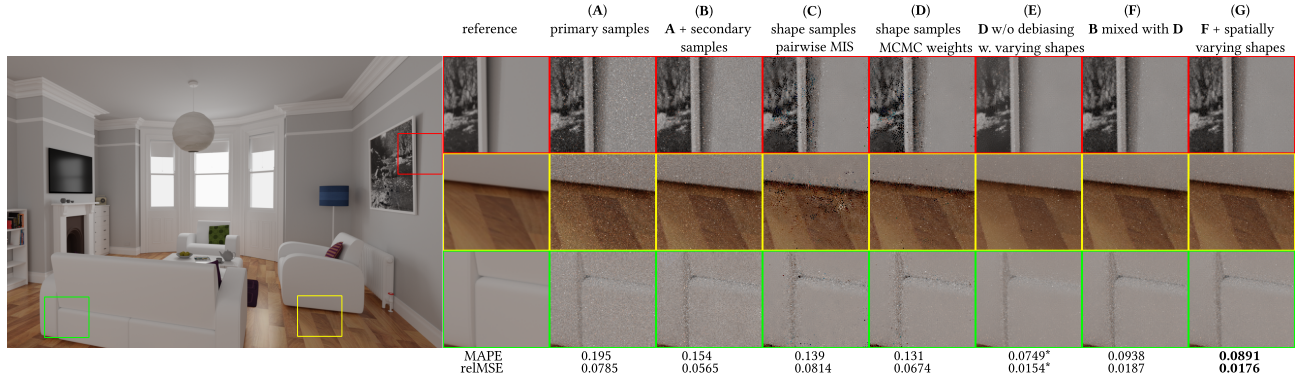 (A) (B) (C) (D) (E) (F) (G)
reference primary samples A + secondary shape samples shape samples D w/o debiasing B mixed with D F + spatially
samples pairwise MIS MCMC weights w. varying shapes varying shapes
MAPE 0.195 0.154 0.139 0.131 0.0749* 0.0938 0.0891
relMSE 0.0785 0.0565 0.0814 0.0674 0.0154* 0.0187 0.0176